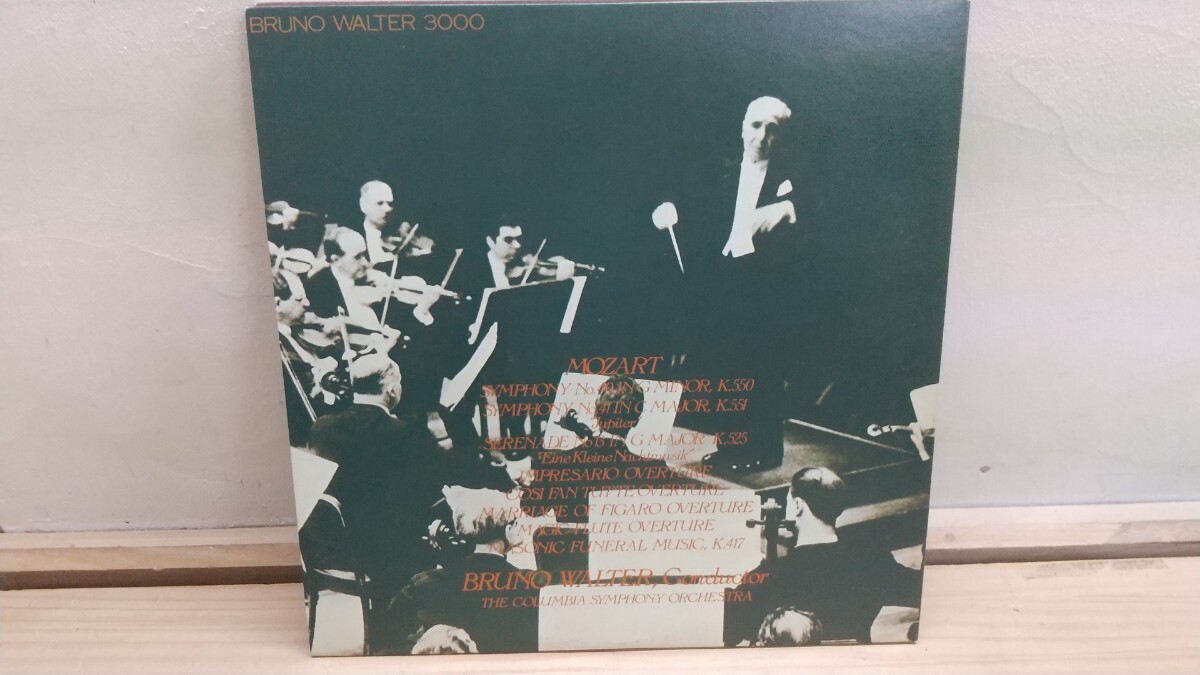 BRUNO WALTER 3000
MOZART
SYMPHONY No.40 IN G MINOR, K.550
SYMPHONY No.41 IN C MAJOR, K.551
"Jupiter"
SERENADE No.13 IN G MAJOR K.525
"Eine Kleine Nachtmusik"
IMPRESARIO OVERTURE
COSI FAN TUTTE OVERTURE
MARRIAGE OF FIGARO OVERTURE
MAGIC FLUTE OVERTURE
MASONIC FUNERAL MUSIC, K.417
BRUNO WALTER, Conductor
THE COLUMBIA SYMPHONY ORCHESTRA